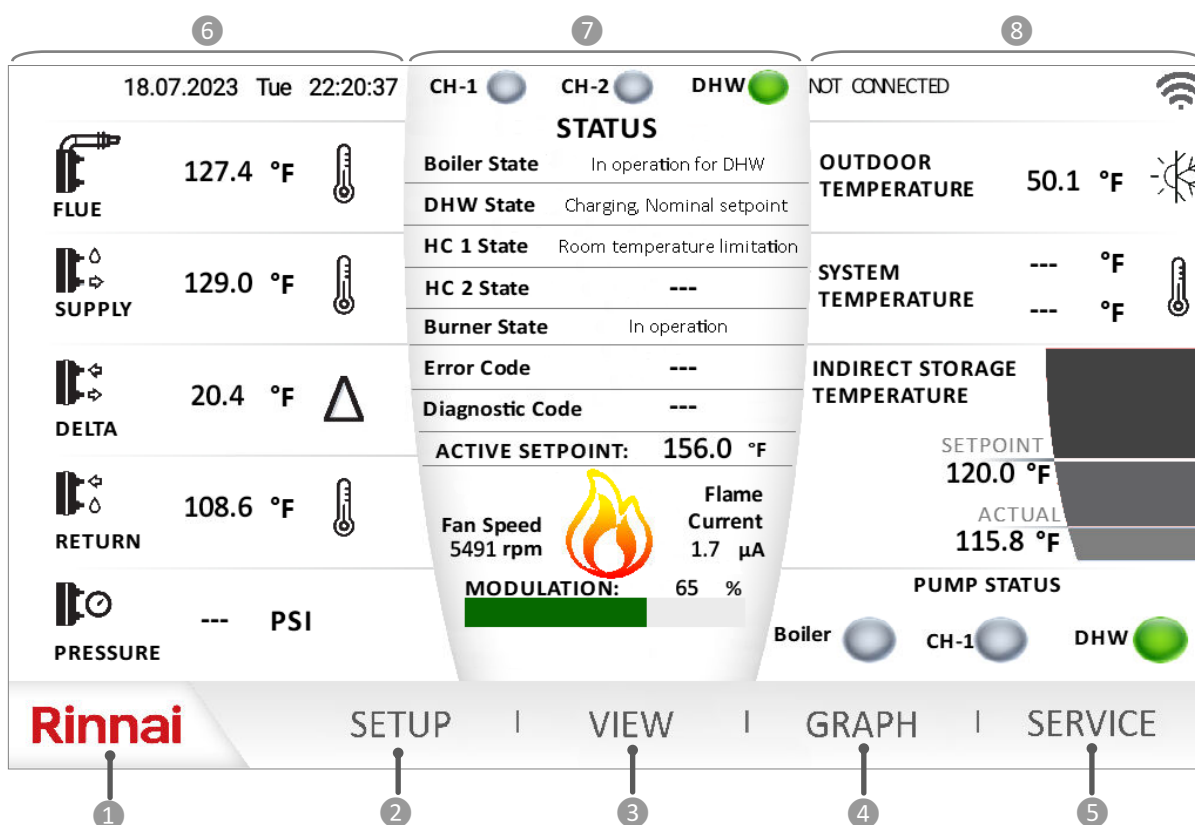 6
7
8
18.07.2023 Tue 22:20:37
CH-1
CH-2
DHW
NOT CONNECTED
STATUS
FLUE
127.4 °F
SUPPLY
129.0 °F
DELTA
20.4 °F
RETURN
108.6 °F
PRESSURE
--- PSI
Boiler State In operation for DHW
DHW State Charging, Nominal setpoint
HC 1 State Room temperature limitation
HC 2 State ---
Burner State In operation
Error Code ---
Diagnostic Code ---
ACTIVE SETPOINT: 156.0 °F
Fan Speed
5491 rpm
Flame
Current
1.7 µA
MODULATION: 65 %
OUTDOOR
TEMPERATURE
50.1 °F
SYSTEM
TEMPERATURE
--- °F
--- °F
INDIRECT STORAGE
TEMPERATURE
SETPOINT
120.0 °F
ACTUAL
115.8 °F
PUMP STATUS
Boiler
CH-1
DHW
Rinnai
SETUP | VIEW | GRAPH | SERVICE
1
2
3
4
5